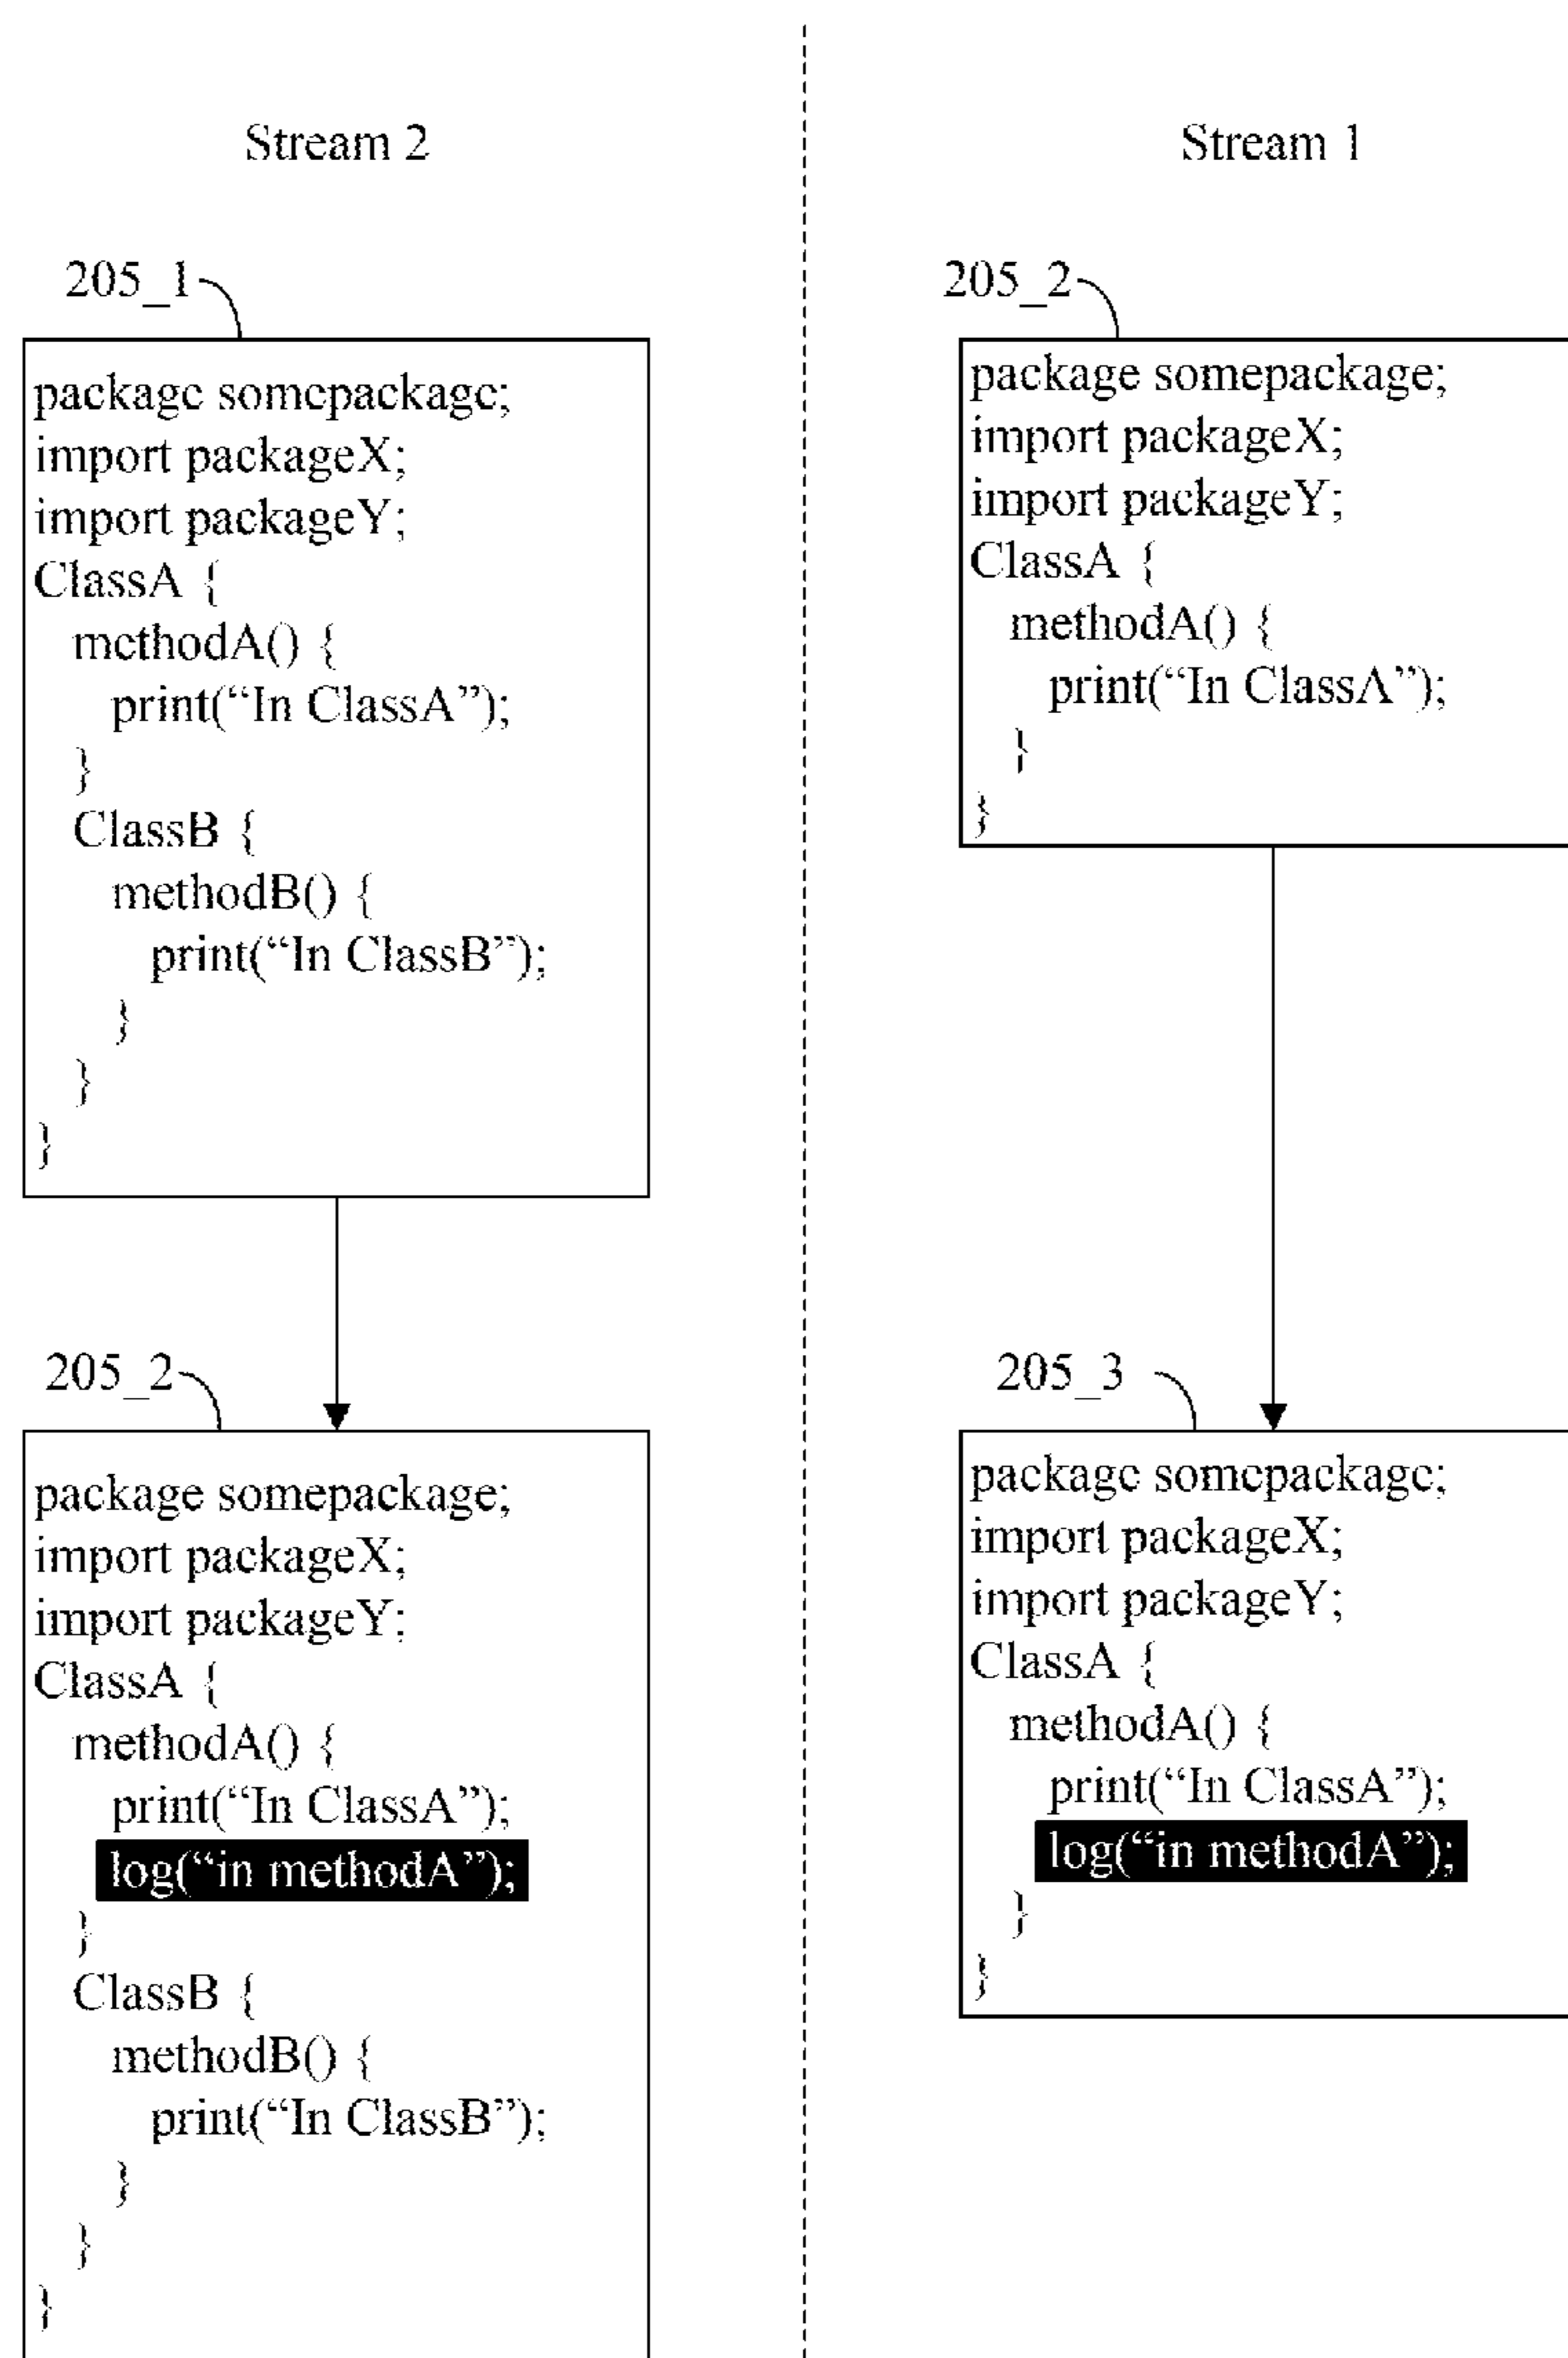 Stream 2
205_1
package somepackage;
import packageX;
import packageY;
ClassA {
methodA() {
print(“In ClassA”);
}
ClassB {
methodB() {
print(“In ClassB”);
}
}
}
205_2
package somepackage;
import packageX;
import packageY;
ClassA {
methodA() {
print(“In ClassA”);
log(“in methodA”);
}
ClassB {
methodB() {
print(“In ClassB”);
}
}
}
Stream 1
205_2
package somepackage;
import packageX;
import packageY;
ClassA {
methodA() {
print(“In ClassA”);
}
}
205_3
package somepackage;
import packageX;
import packageY;
ClassA {
methodA() {
print(“In ClassA”);
log(“in methodA”);
}
}